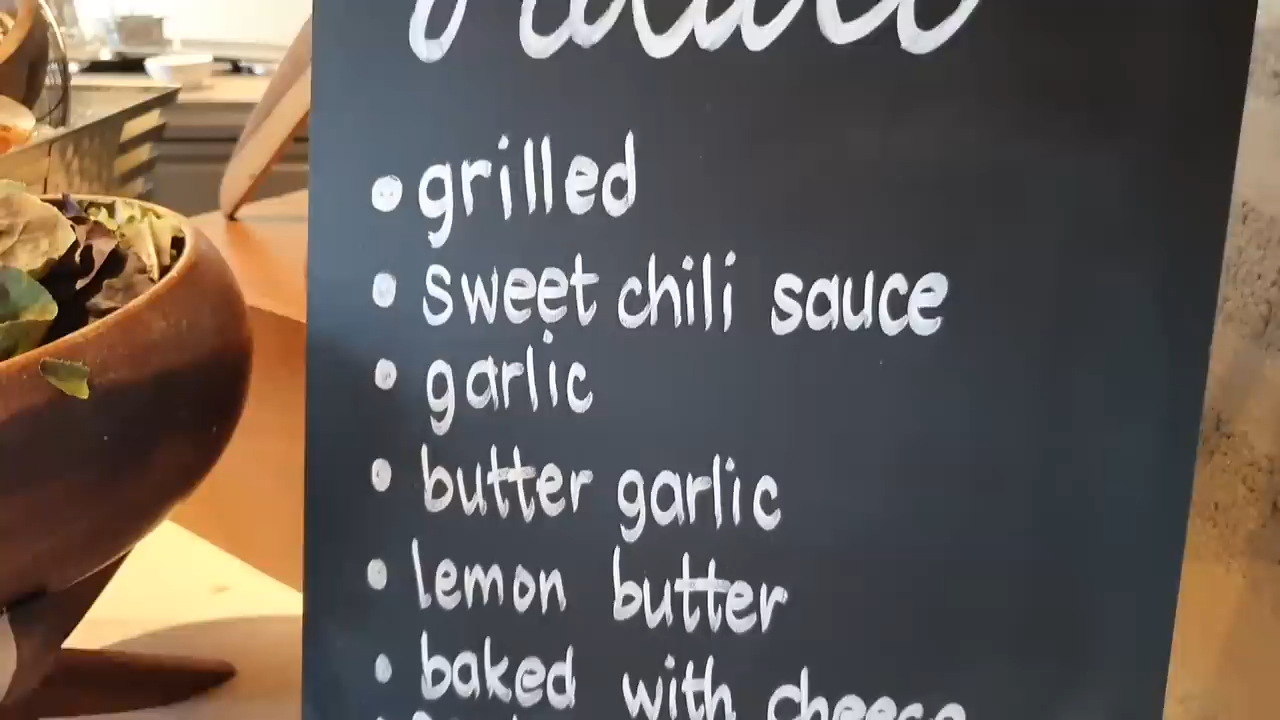 • grilled
• sweet chili sauce
• garlic
• butter garlic
• lemon butter
• baked with cheese